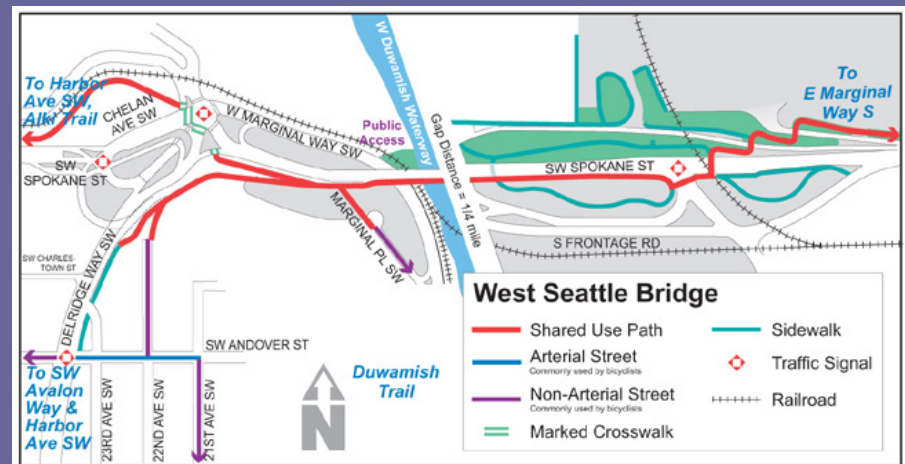 To Harbor
Ave SW,
Alki Trail
CHELAN
AVE SW
W MARGINAL WAY SW
Public
Access
W Duwamish Waterway
Gap Distance = 1/4 mile
To
E Marginal
Way S
SW
SPOKANE ST
SW SPOKANE ST
MARGINAL PL SW
S FRONTAGE RD
SW CHARLES-
TOWN ST
DELRIDGE WAY SW
SW ANDOVER ST
To SW
Avalon
Way &
Harbor
Ave SW
23RD AVE SW
22ND AVE SW
21ST AVE SW
N
Duwamish
Trail
West Seattle Bridge
Shared Use Path
Arterial Street
Commonly used by bicyclists
Non-Arterial Street
Commonly used by bicyclists
Marked Crosswalk
Sidewalk
Traffic Signal
Railroad